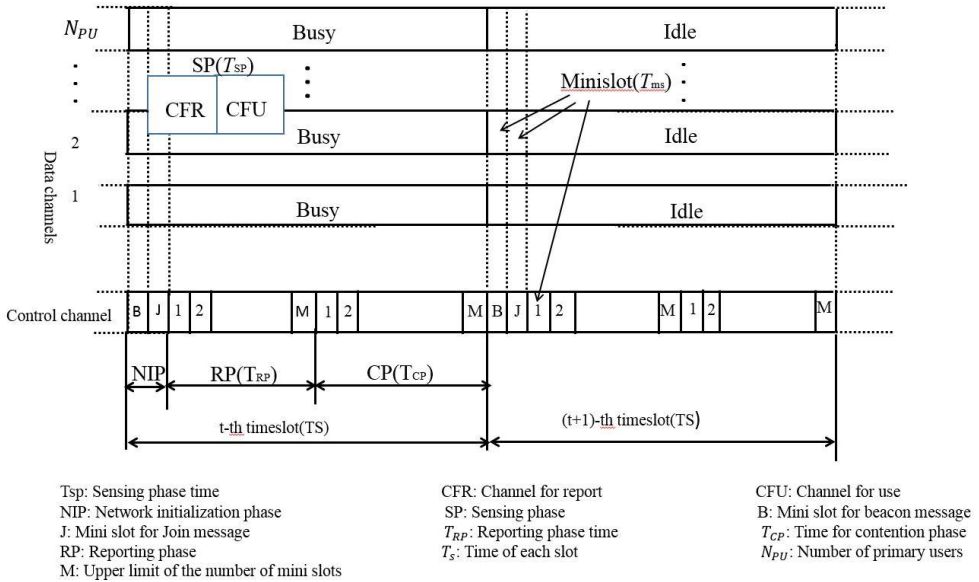 N_PU Busy Idle
SP(T_SP)
Minislot(T_ms)
CFR CFU
2 Busy Idle
Data channels
1
Busy Idle
Control channel B J 1 2 M 1 2 M B J 1 2 M 1 2 M
NIP RP(T_RP) CP(T_CP)
t-th timeslot(TS) (t+1)-th timeslot(TS)
Tsp: Sensing phase time CFR: Channel for report CFU: Channel for use
NIP: Network initialization phase SP: Sensing phase B: Mini slot for beacon message
J: Mini slot for Join message T_RP: Reporting phase time T_CP: Time for contention phase
RP: Reporting phase T_S: Time of each slot N_PU: Number of primary users
M: Upper limit of the number of mini slots